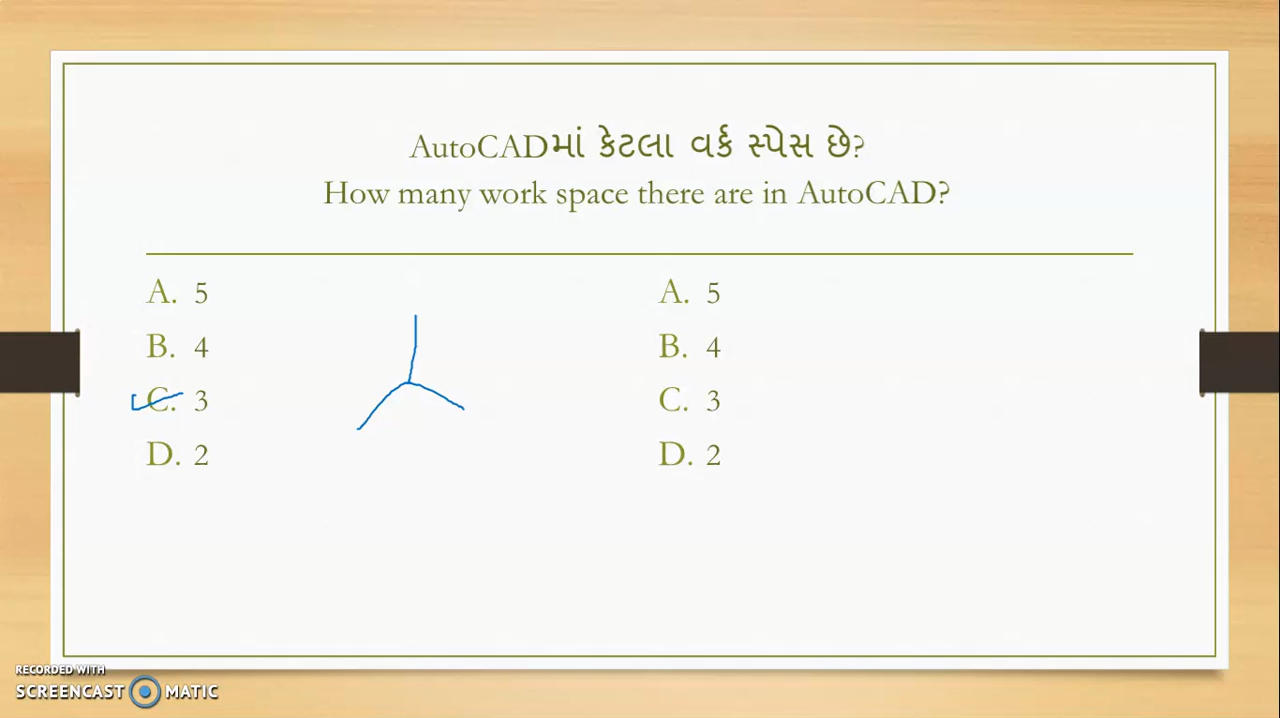 AutoCADમાં કેટલા વર્ક સ્પેસ છે?
How many work space there are in AutoCAD?
A. 5
B. 4
C. 3
D. 2
A. 5
B. 4
C. 3
D. 2
RECORDED WITH
SCREENCAST MATIC